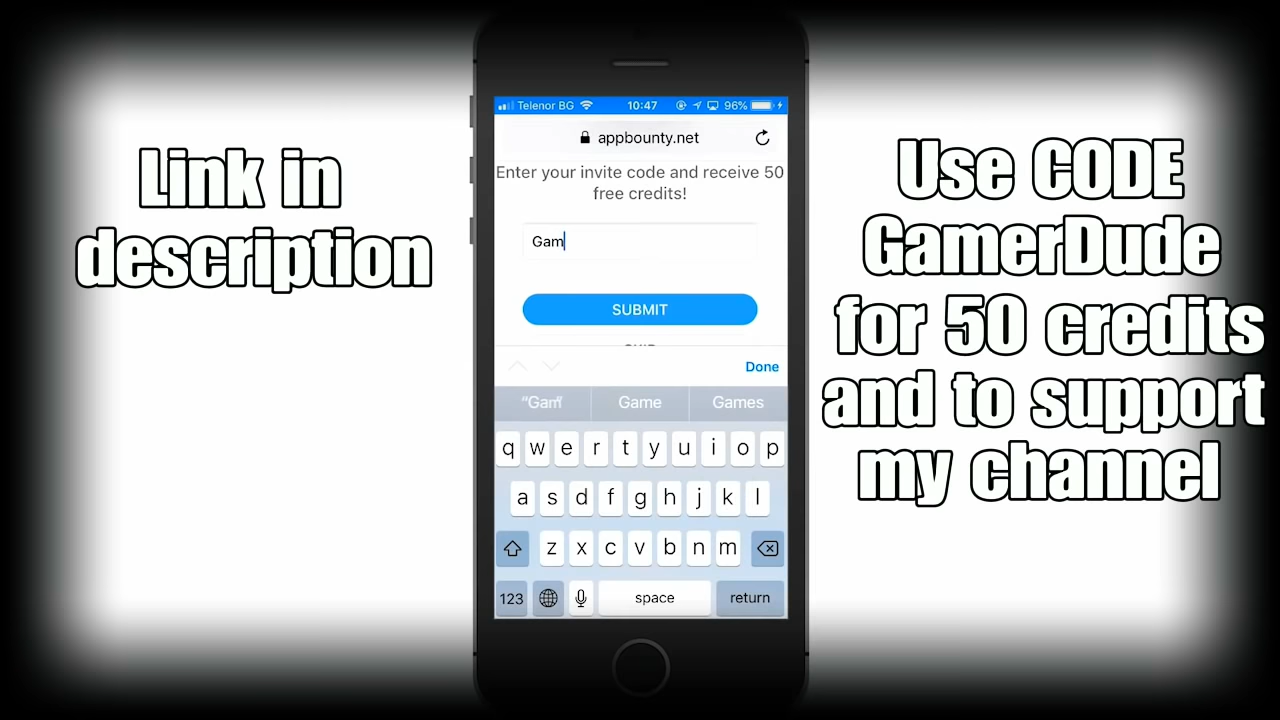 Link in
description
Telenor BG 10:47 96%
appbounty.net
Enter your invite code and receive 50
free credits!
Gam
SUBMIT
Done
"Gam" Game Games
q w e r t y u i o p
a s d f g h j k l
z x c v b n m
123 space return
Use CODE
GamerDude
for 50 credits
and to support
my channel